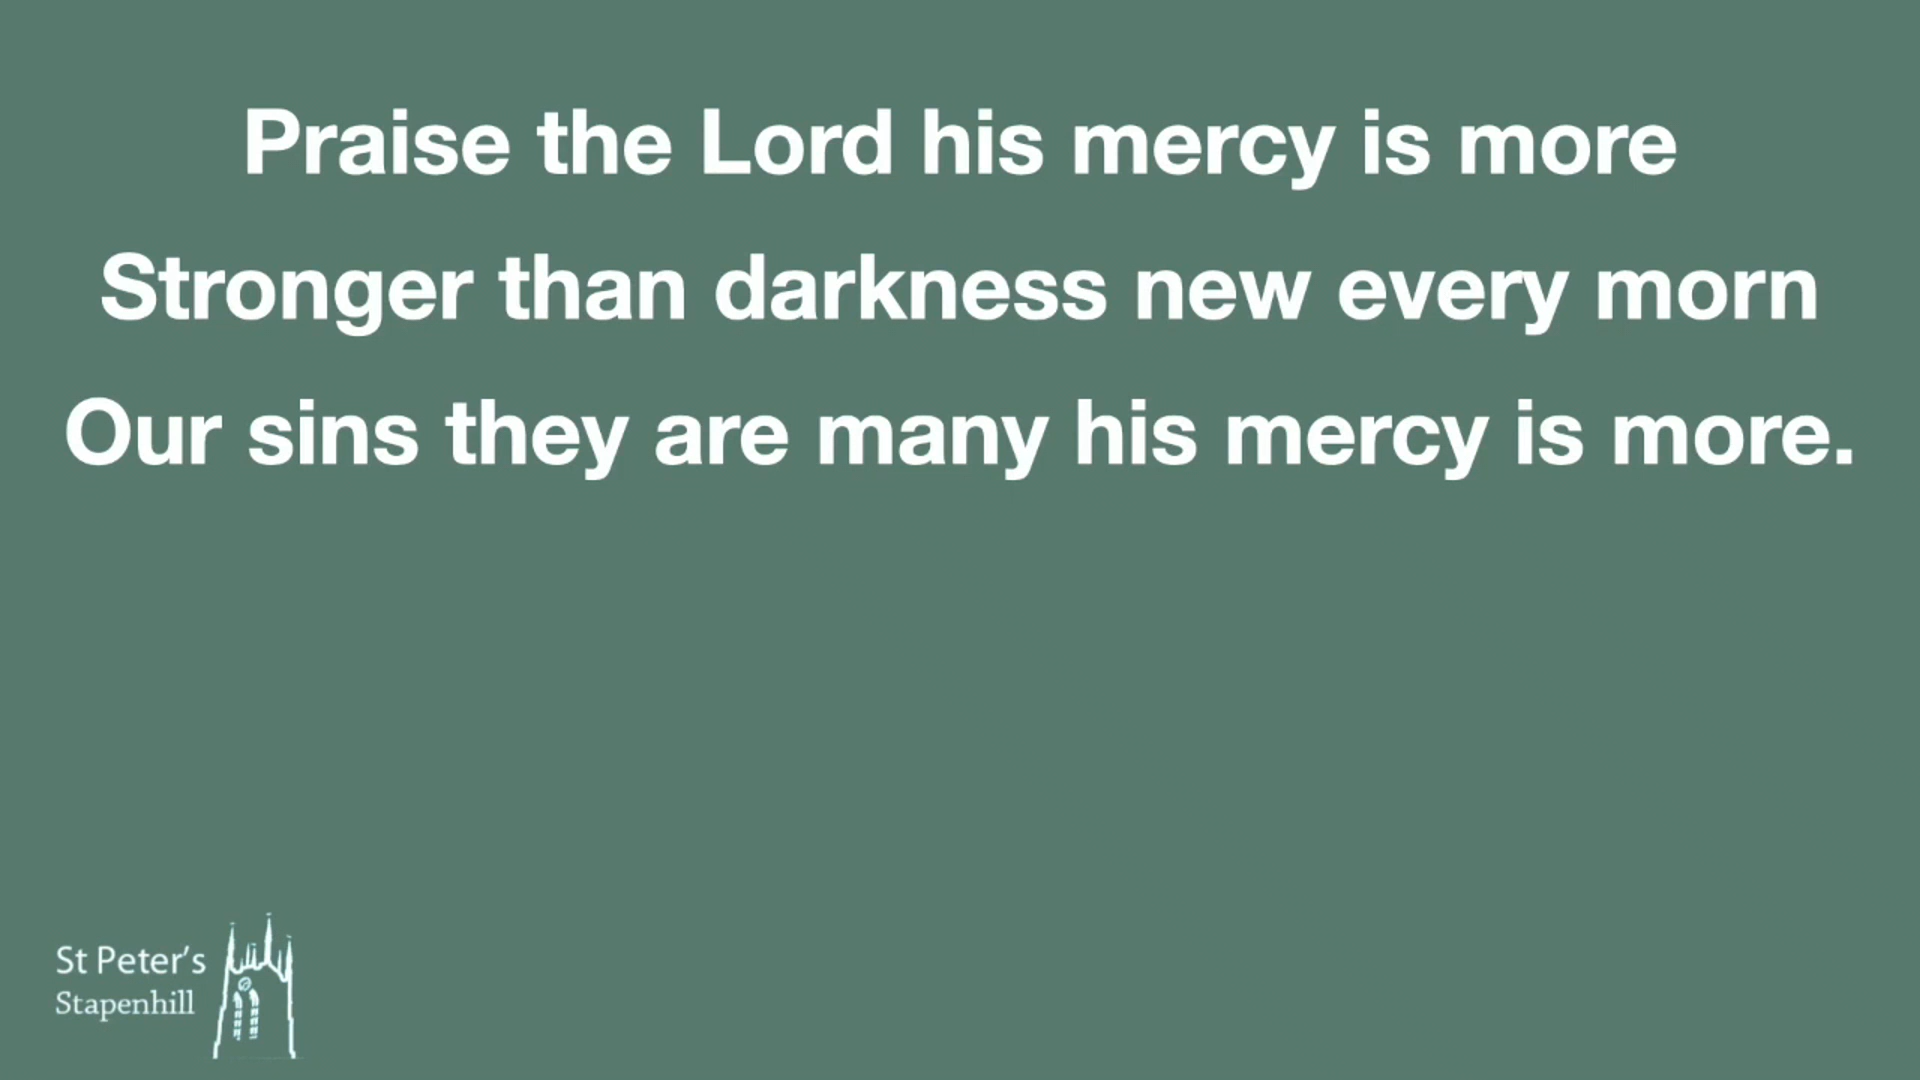 Praise the Lord his mercy is more
Stronger than darkness new every morn
Our sins they are many his mercy is more.
St Peter's
Stapenhill